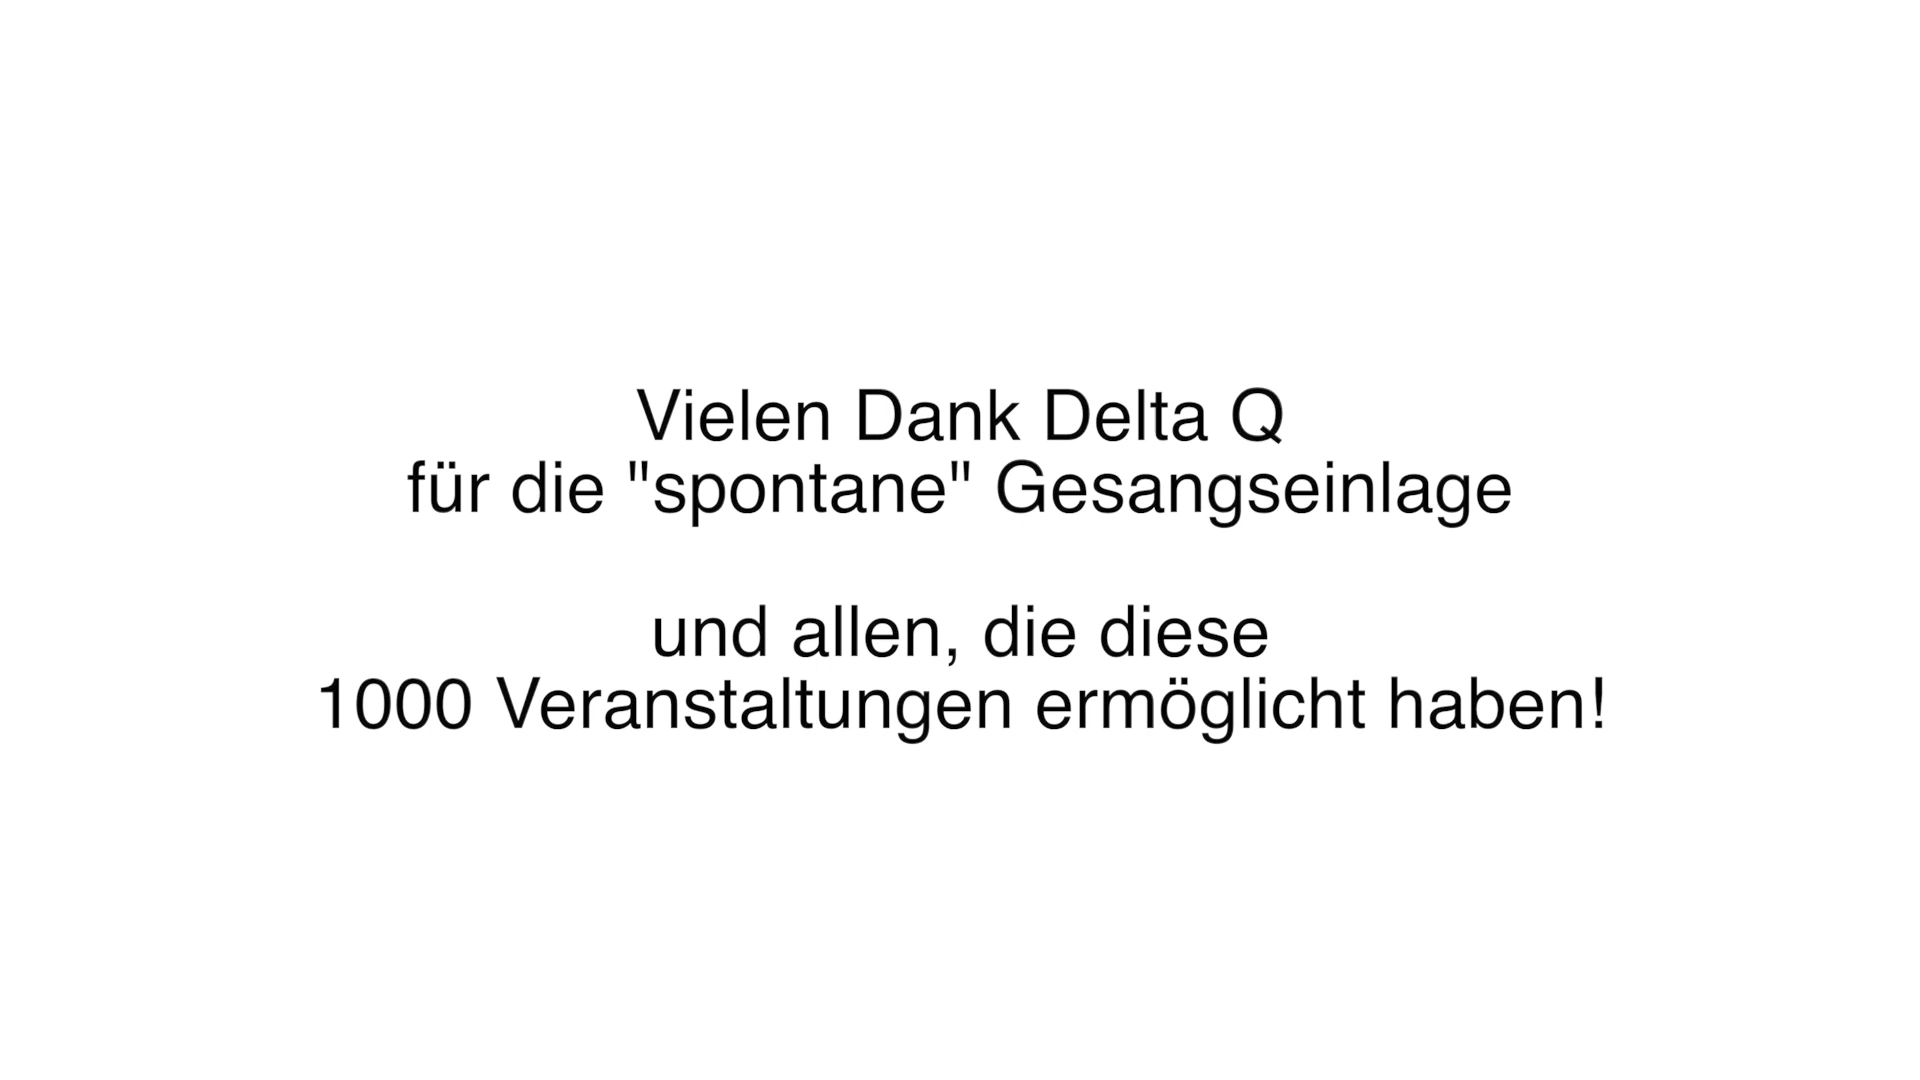 Vielen Dank Delta Q
für die "spontane" Gesangseinlage
und allen, die diese
1000 Veranstaltungen ermöglicht haben!